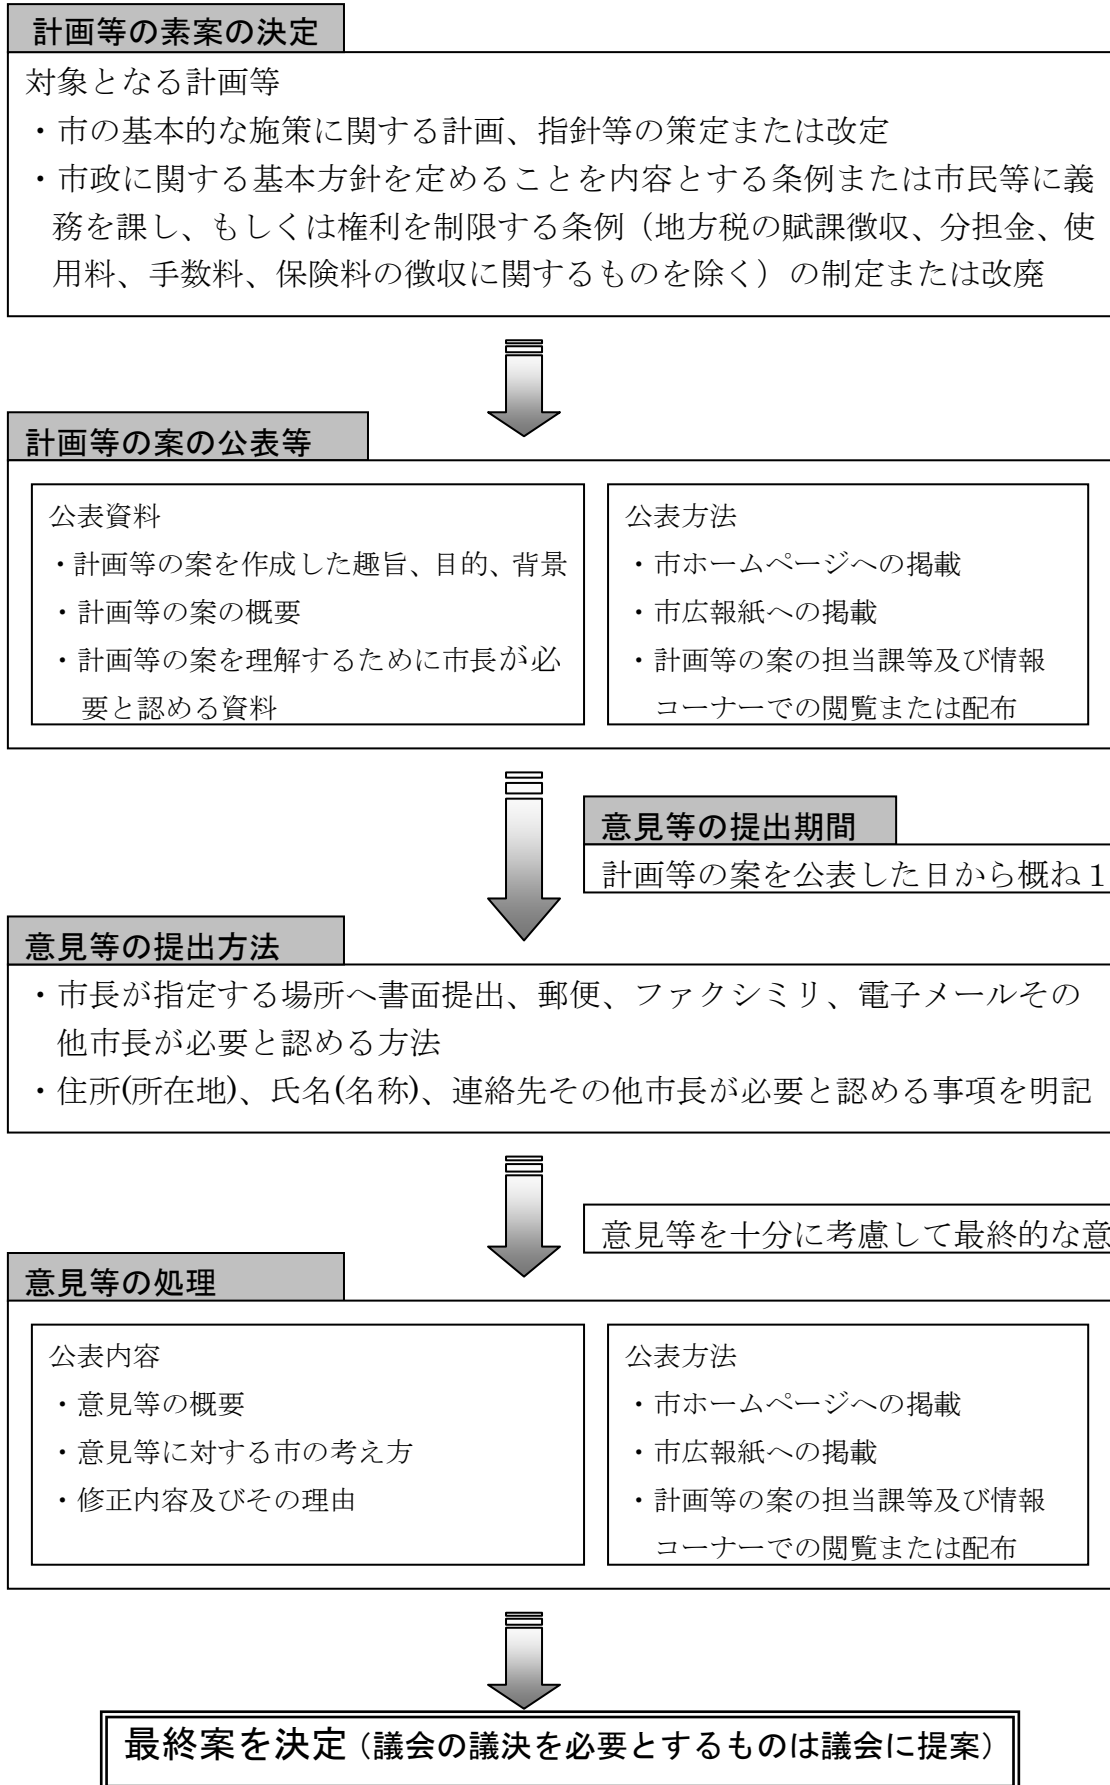 計画等の素案の決定
対象となる計画等
・市の基本的な施策に関する計画、指針等の策定または改定
・市政に関する基本方針を定めることを内容とする条例または市民等に義
務を課し、もしくは権利を制限する条例（地方税の賦課徴収、分担金、使
用料、手数料、保険料の徴収に関するものを除く）の制定または改廃
計画等の案の公表等
公表資料
・計画等の案を作成した趣旨、目的、背景
・計画等の案の概要
・計画等の案を理解するために市長が必
要と認める資料
公表方法
・市ホームページへの掲載
・市広報紙への掲載
・計画等の案の担当課等及び情報
コーナーでの閲覧または配布
意見等の提出期間
計画等の案を公表した日から概ね１
意見等の提出方法
・市長が指定する場所へ書面提出、郵便、ファクシミリ、電子メールその
他市長が必要と認める方法
・住所(所在地)、氏名(名称)、連絡先その他市長が必要と認める事項を明記
意見等を十分に考慮して最終的な意
意見等の処理
公表内容
・意見等の概要
・意見等に対する市の考え方
・修正内容及びその理由
公表方法
・市ホームページへの掲載
・市広報紙への掲載
・計画等の案の担当課等及び情報
コーナーでの閲覧または配布
最終案を決定（議会の議決を必要とするものは議会に提案）